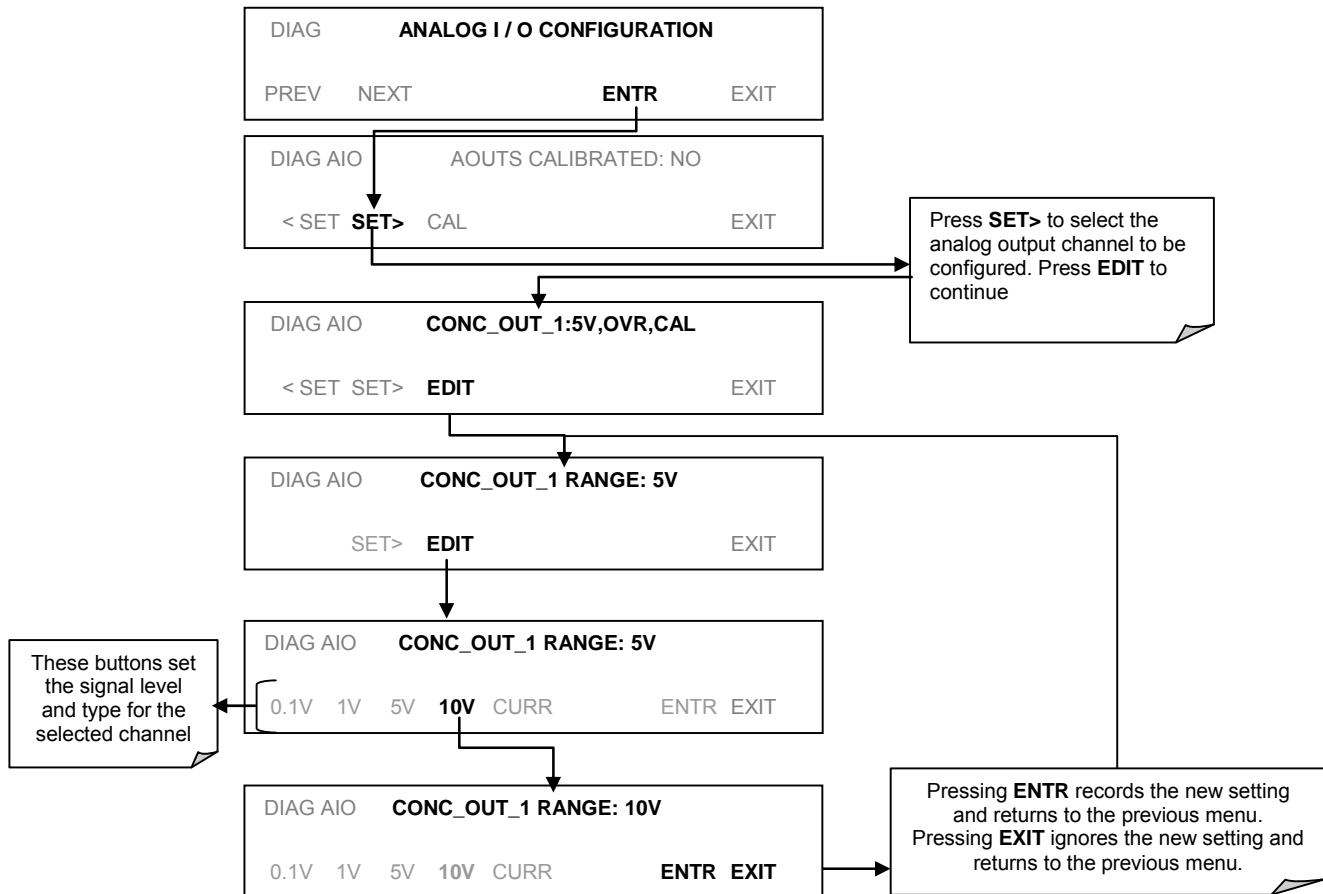 DIAG ANALOG I / O CONFIGURATION
PREV NEXT ENTR EXIT
DIAG AIO AOUTS CALIBRATED: NO
< SET SET> CAL EXIT
Press SET> to select the
analog output channel to be
configured. Press EDIT to
continue
DIAG AIO CONC_OUT_1:5V,OVR,CAL
< SET SET> EDIT EXIT
DIAG AIO CONC_OUT_1 RANGE: 5V
SET> EDIT EXIT
DIAG AIO CONC_OUT_1 RANGE: 5V
0.1V 1V 5V 10V CURR ENTR EXIT
These buttons set
the signal level
and type for the
selected channel
DIAG AIO CONC_OUT_1 RANGE: 10V
0.1V 1V 5V 10V CURR ENTR EXIT
Pressing ENTR records the new setting
and returns to the previous menu.
Pressing EXIT ignores the new setting and
returns to the previous menu.